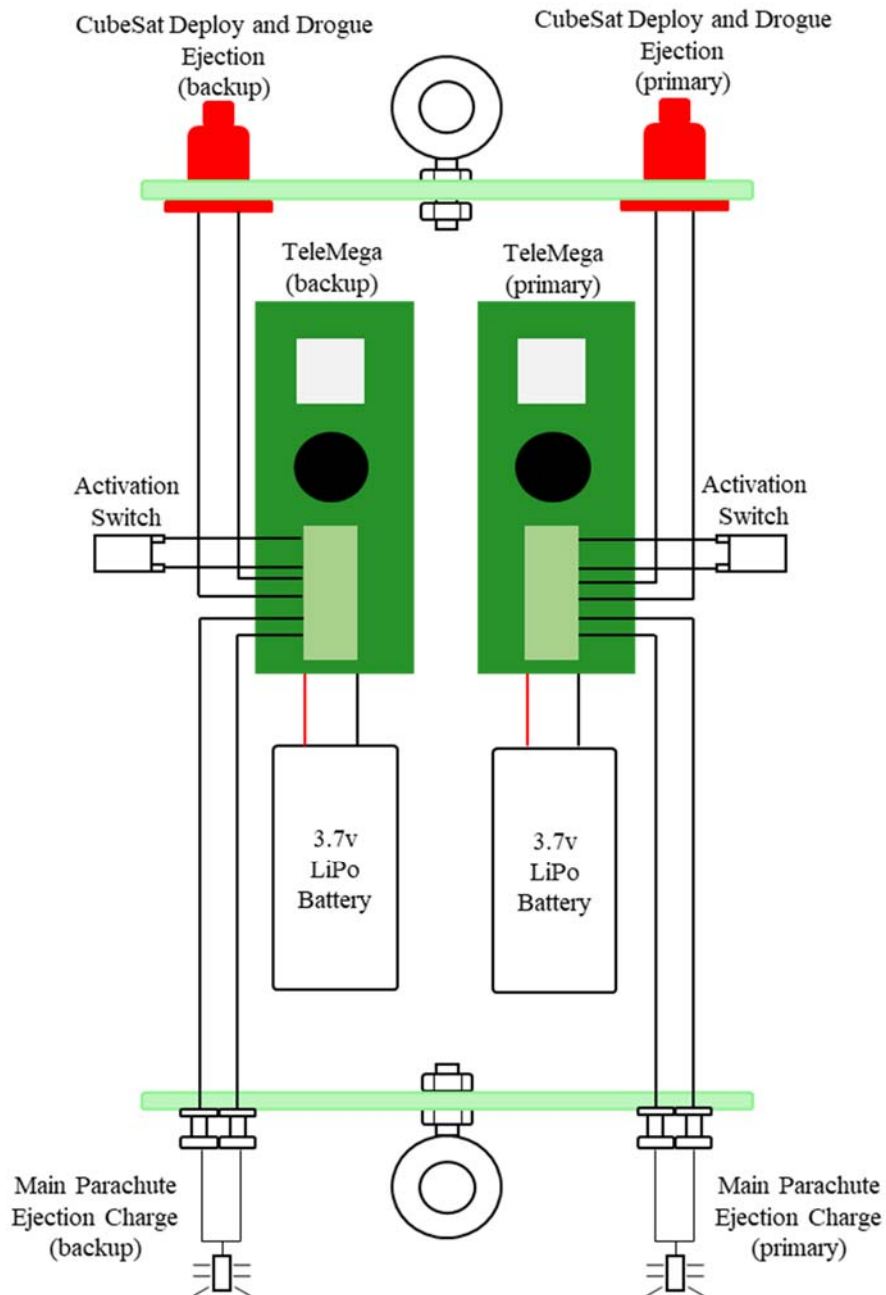 CubeSat Deploy and Drogue
Ejection
(backup)
CubeSat Deploy and Drogue
Ejection
(primary)
TeleMega
(backup)
TeleMega
(primary)
Activation
Switch
Activation
Switch
3.7v
LiPo
Battery
3.7v
LiPo
Battery
Main Parachute
Ejection Charge
(backup)
Main Parachute
Ejection Charge
(primary)